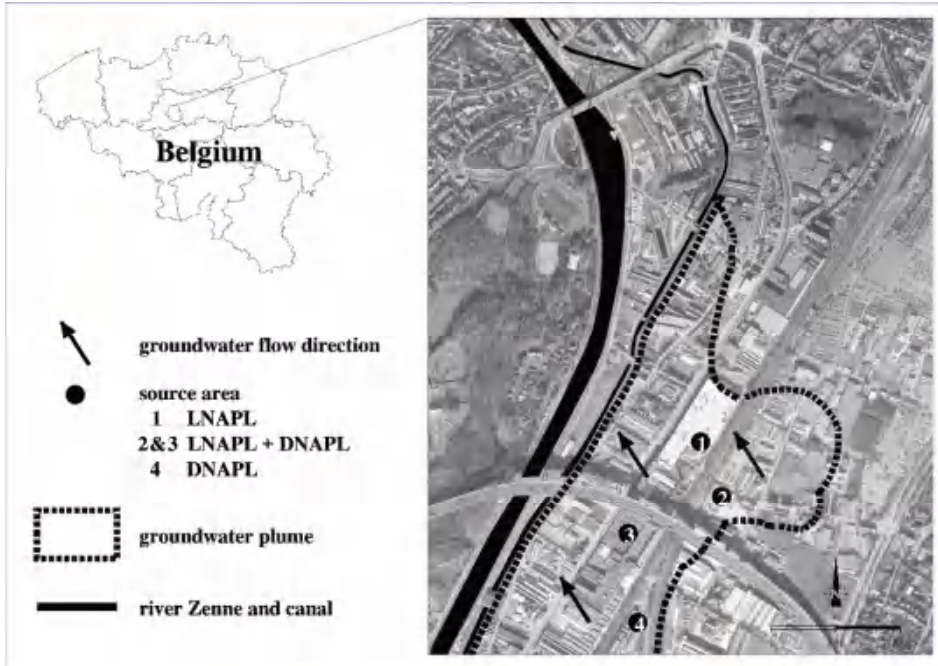 Belgium
groundwater flow direction
source area
1 LNAPL
2&3 LNAPL + DNAPL
4 DNAPL
groundwater plume
river Zenne and canal
1
2
3
4
N